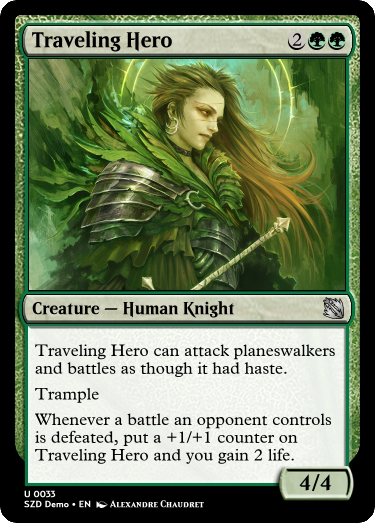 Traveling Hero 2
Creature — Human Knight
Traveling Hero can attack planeswalkers
and battles as though it had haste.
Trample
Whenever a battle an opponent controls
is defeated, put a +1/+1 counter on
Traveling Hero and you gain 2 life.
4/4
U 0033
SZD Demo • EN Alexandre Chaudret